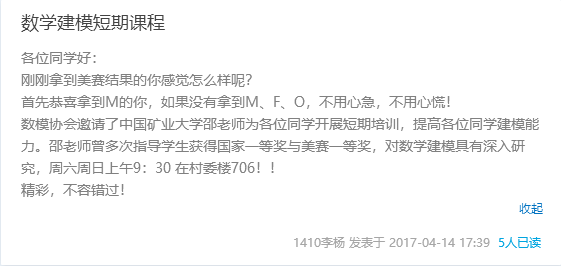 数学建模短期课程
各位同学好：
刚刚拿到美赛结果的你感觉怎么样呢？
首先恭喜拿到M的你，如果没有拿到M、F、O，不用心急，不用心慌！
数模协会邀请了中国矿业大学邵老师为各位同学开展短期培训，提高各位同学建模能
力。邵老师曾多次指导学生获得国家一等奖与美赛一等奖，对数学建模具有深入研
究，周六周日上午9：30 在村委楼706！！
精彩，不容错过！
收起
1410李杨 发表于 2017-04-14 17:39 5人已读